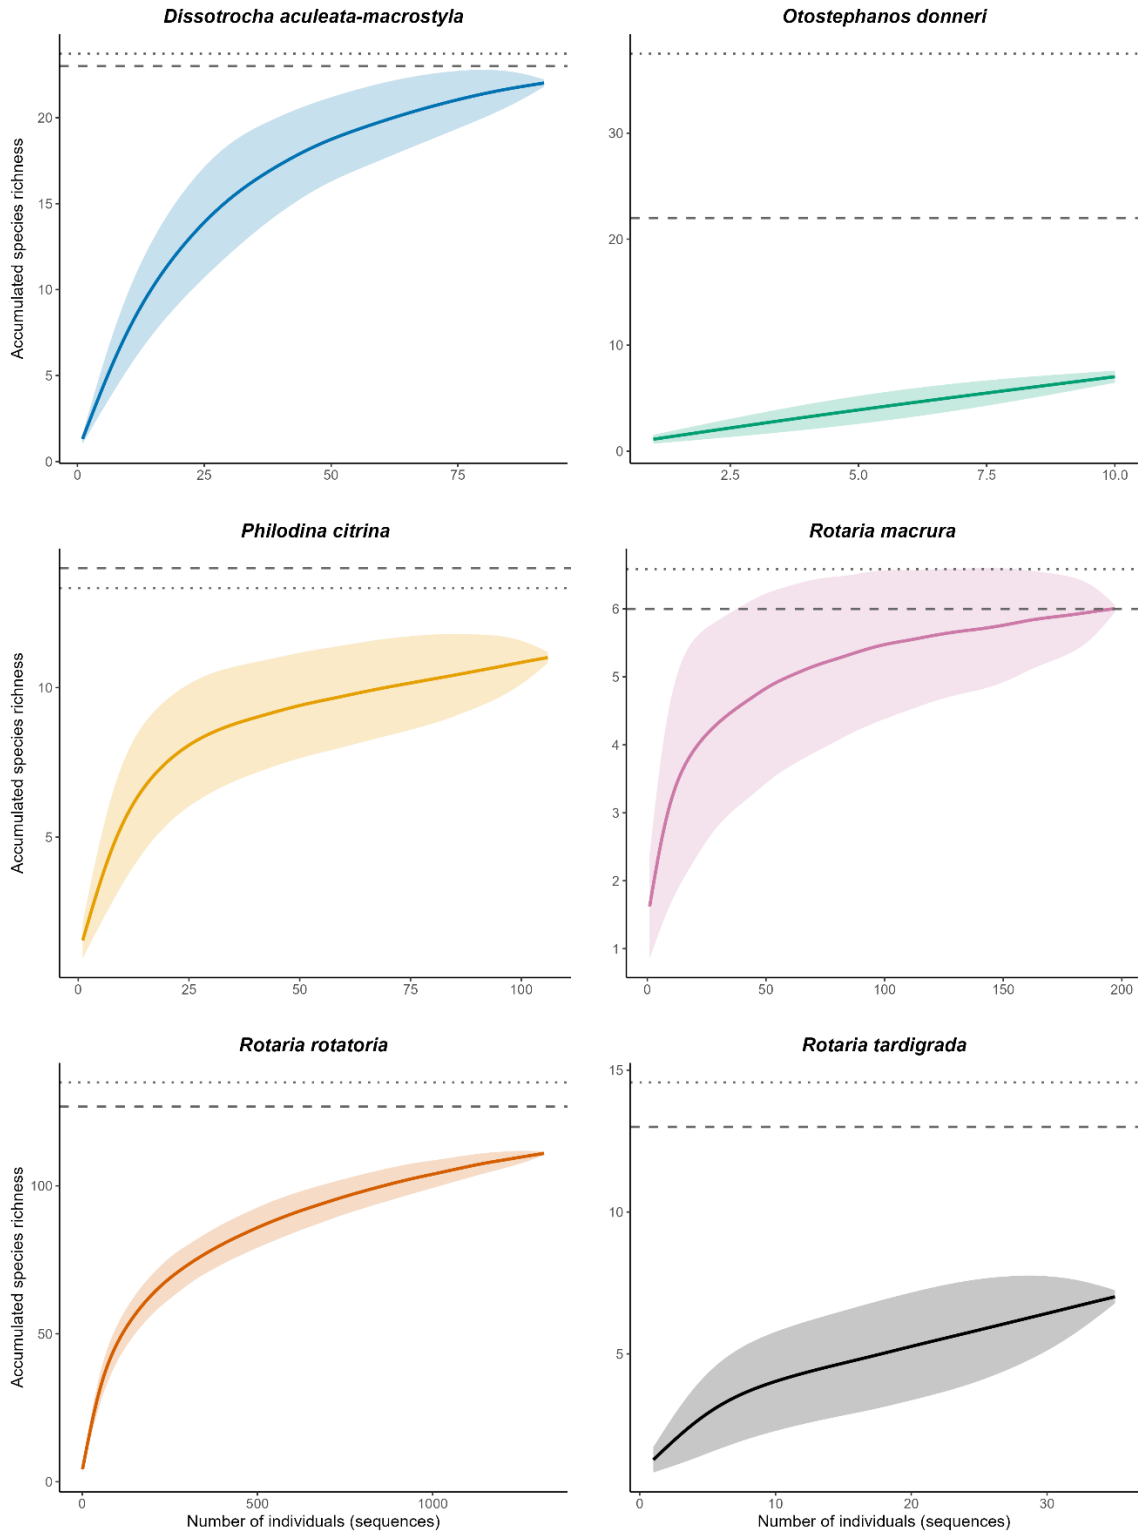 Dissotrocha aculeata-macrostyla
Accumulated species richness
20
15
10
5
0
0 25 50 75
Otostephanos donneri
30
20
10
0
2.5 5.0 7.5 10.0
Philodina citrina
Accumulated species richness
10
5
0 25 50 75 100
Rotaria macrura
6
5
4
3
2
1
0 50 100 150 200
Rotaria rotatoria
Accumulated species richness
100
50
0
0 500 1000
Number of individuals (sequences)
Rotaria tardigrada
15
10
5
0 10 20 30
Number of individuals (sequences)